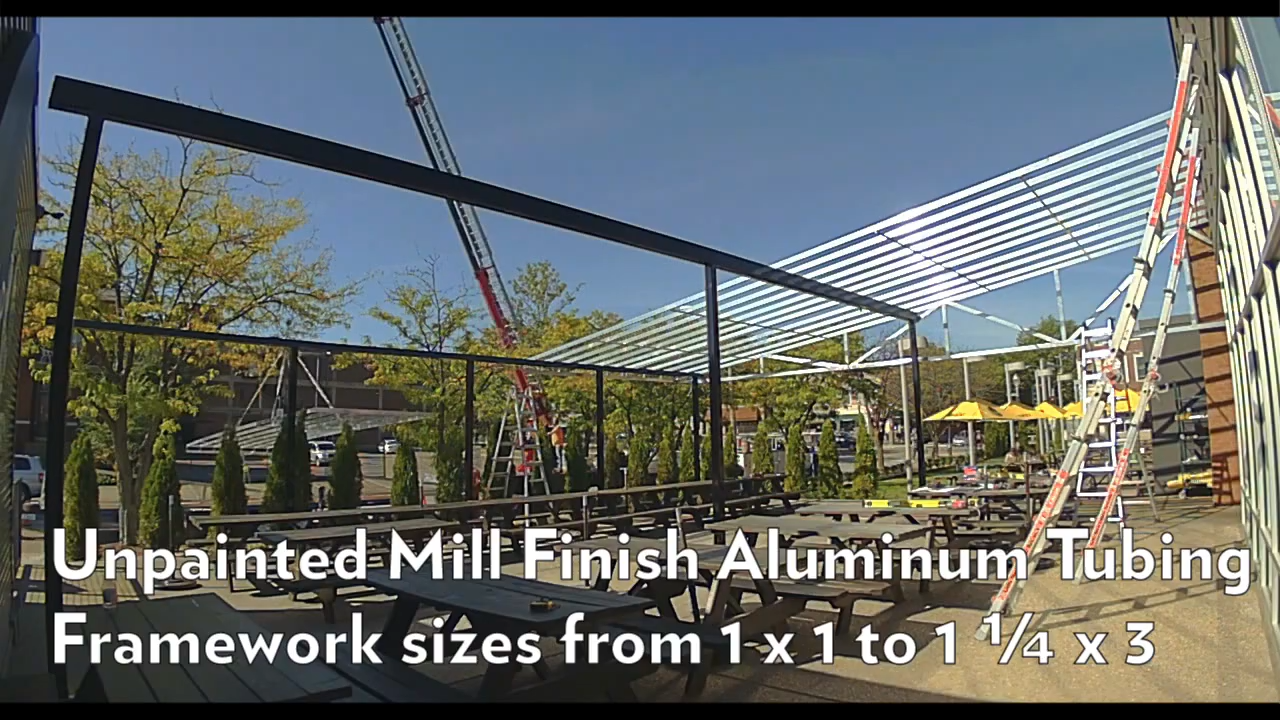 Unpainted Mill Finish Aluminum Tubing
Framework sizes from 1 x 1 to 1 ¼ x 3